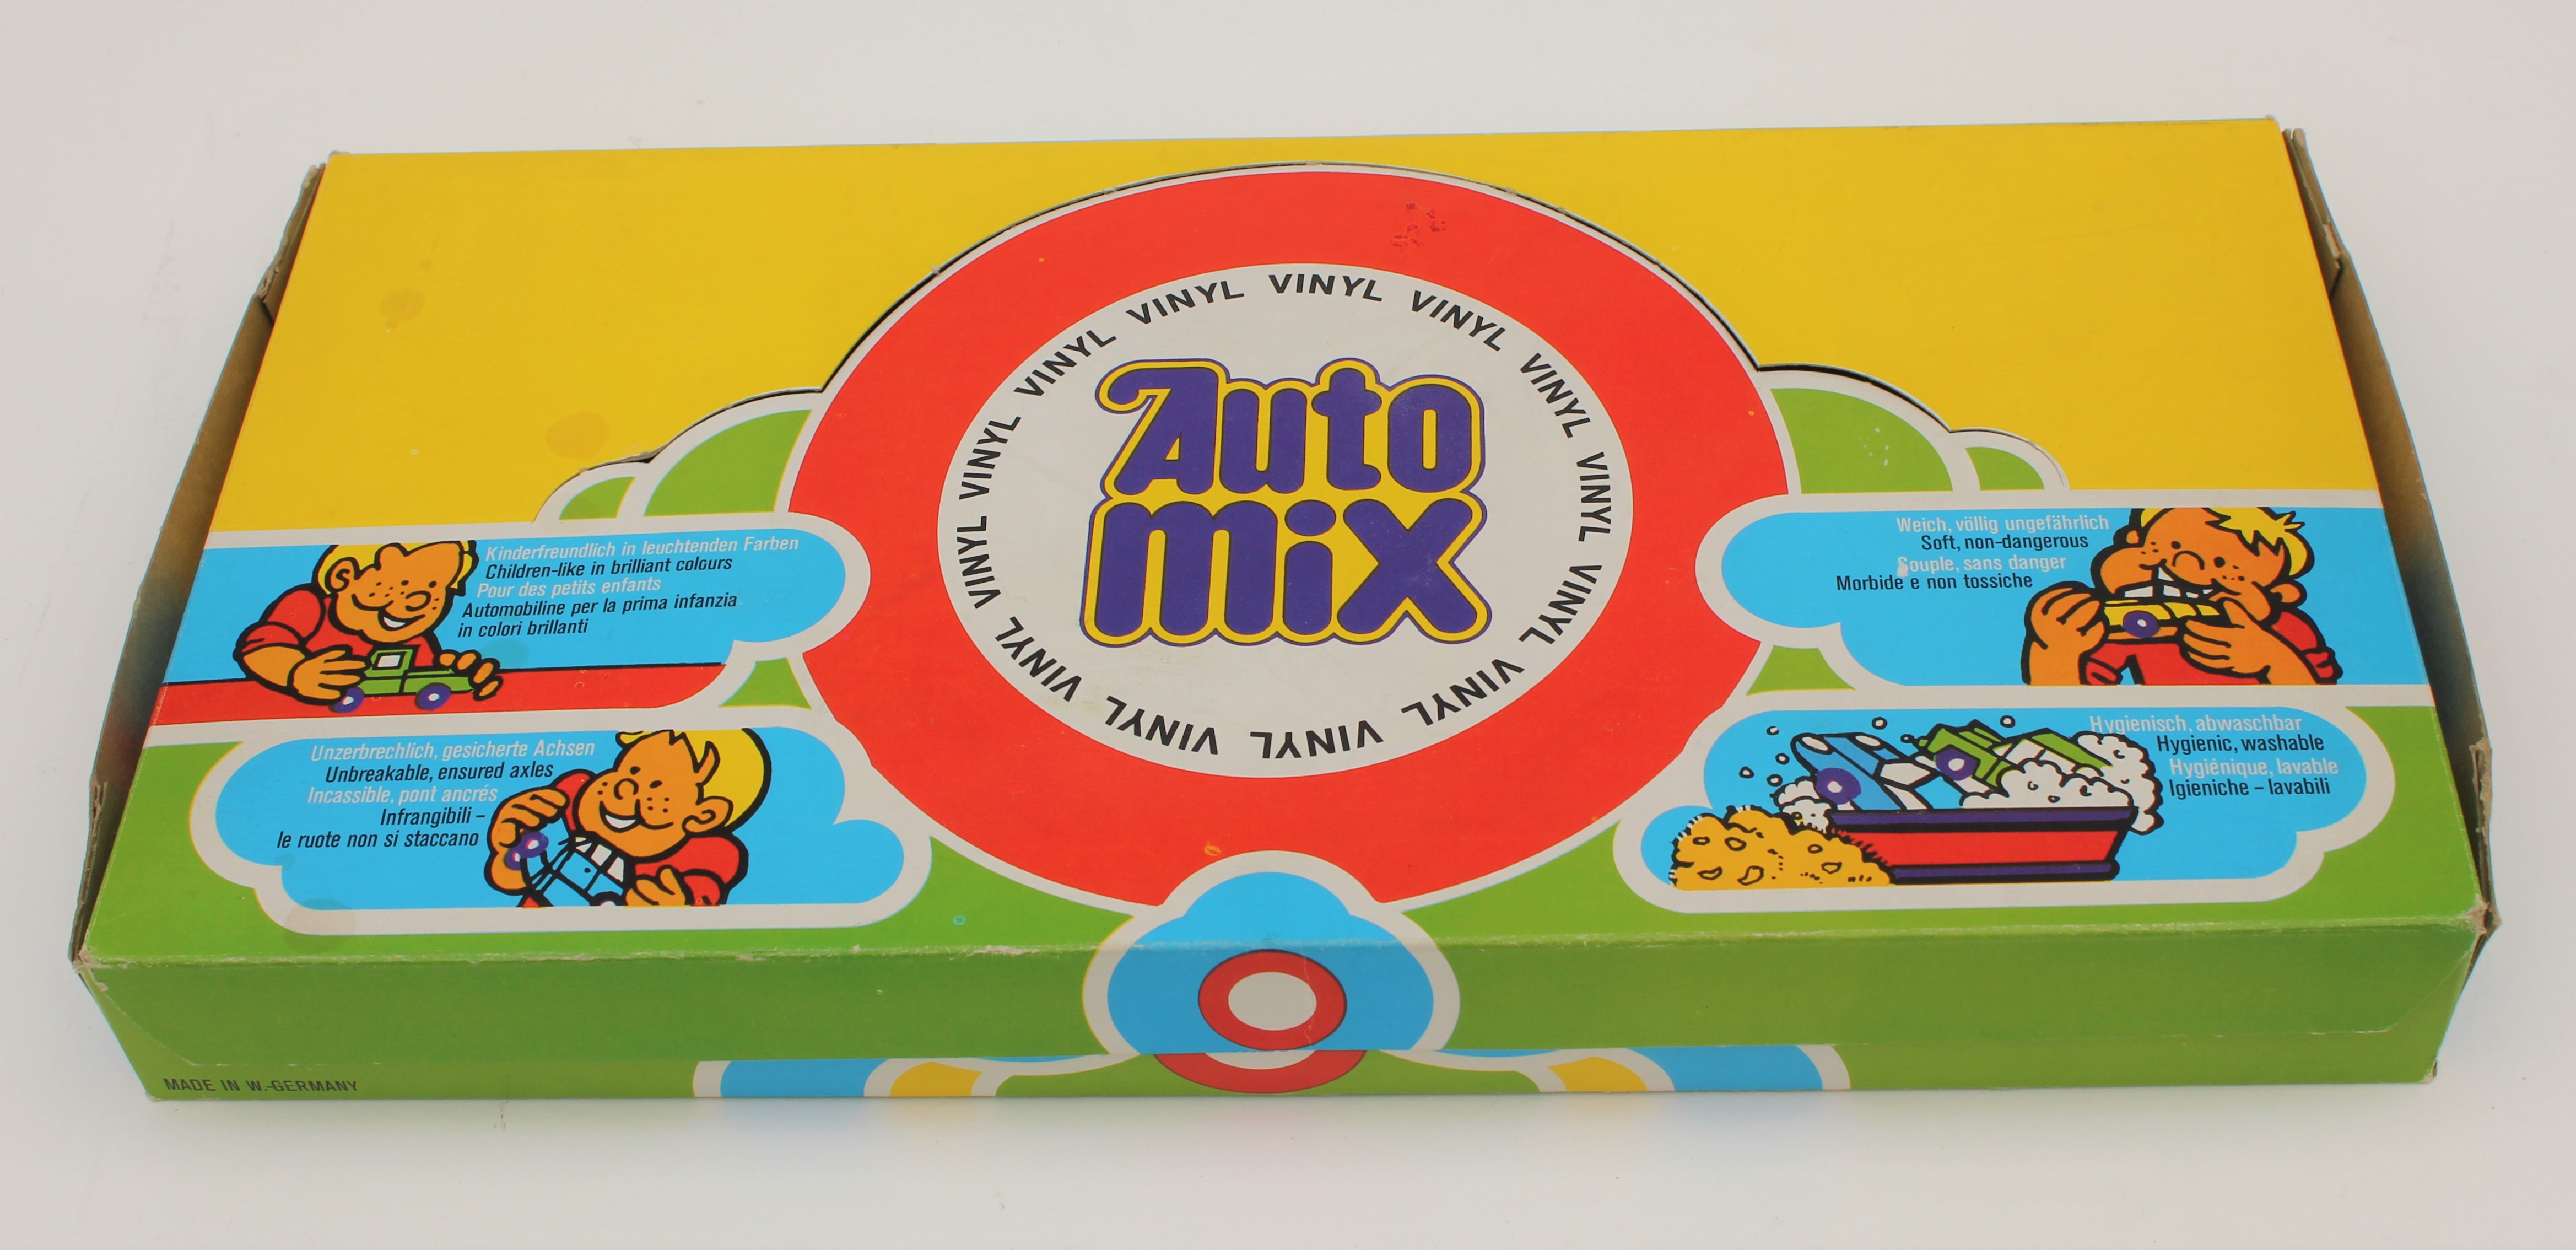 VINYL VINYL VINYL VINYL VINYL VINYL VINYL VINYL VINYL VINYL VINYL VINYL VINYL
Auto
mix
Kinderfreundlich in leuchtenden Farben
Children-like in brilliant colours
Pour des petits enfants
Automobiline per la prima infanzia
in colori brillanti
Weich, völlig ungefährlich
Soft, non-dangerous
Souple, sans danger
Morbide e non tossiche
Unzerbrechlich, gesicherte Achsen
Unbreakable, ensured axles
Incassible, pont ancrés
Infrangibili –
le ruote non si staccano
Hygienisch, abwaschbar
Hygienic, washable
Hygiénique, lavable
Igieniche – lavabili
MADE IN W.-GERMANY